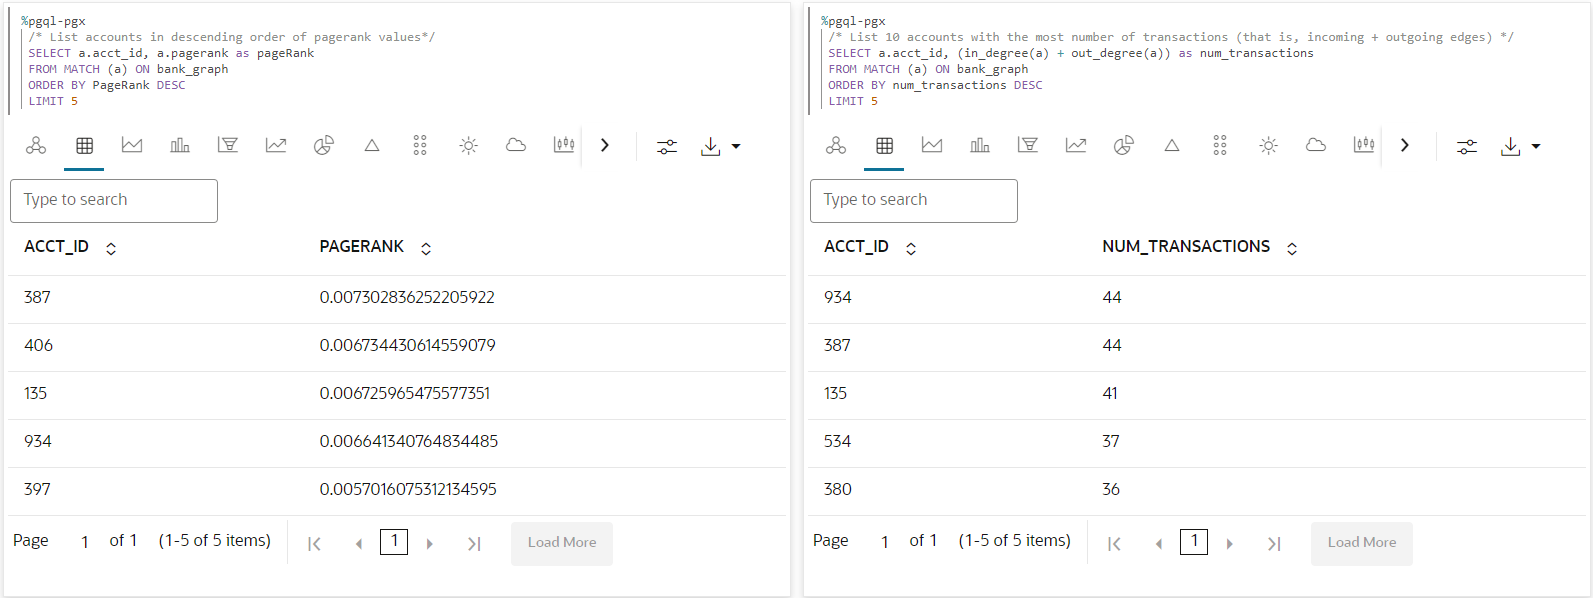 %pgql-pgx
/* List accounts in descending order of pagerank values*/
SELECT a.acct_id, a.pagerank as pageRank
FROM MATCH (a) ON bank_graph
ORDER BY PageRank DESC
LIMIT 5
Type to search
ACCT_ID PAGERANK
387 0.007302836252205922
406 0.006734430614559079
135 0.006725965475577351
934 0.006641340764834485
397 0.0057016075312134595
Page 1 of 1 (1-5 of 5 items) 1 Load More
%pgql-pgx
/* List 10 accounts with the most number of transactions (that is, incoming + outgoing edges) */
SELECT a.acct_id, (in_degree(a) + out_degree(a)) as num_transactions
FROM MATCH (a) ON bank_graph
ORDER BY num_transactions DESC
LIMIT 5
Type to search
ACCT_ID NUM_TRANSACTIONS
934 44
387 44
135 41
534 37
380 36
Page 1 of 1 (1-5 of 5 items) 1 Load More